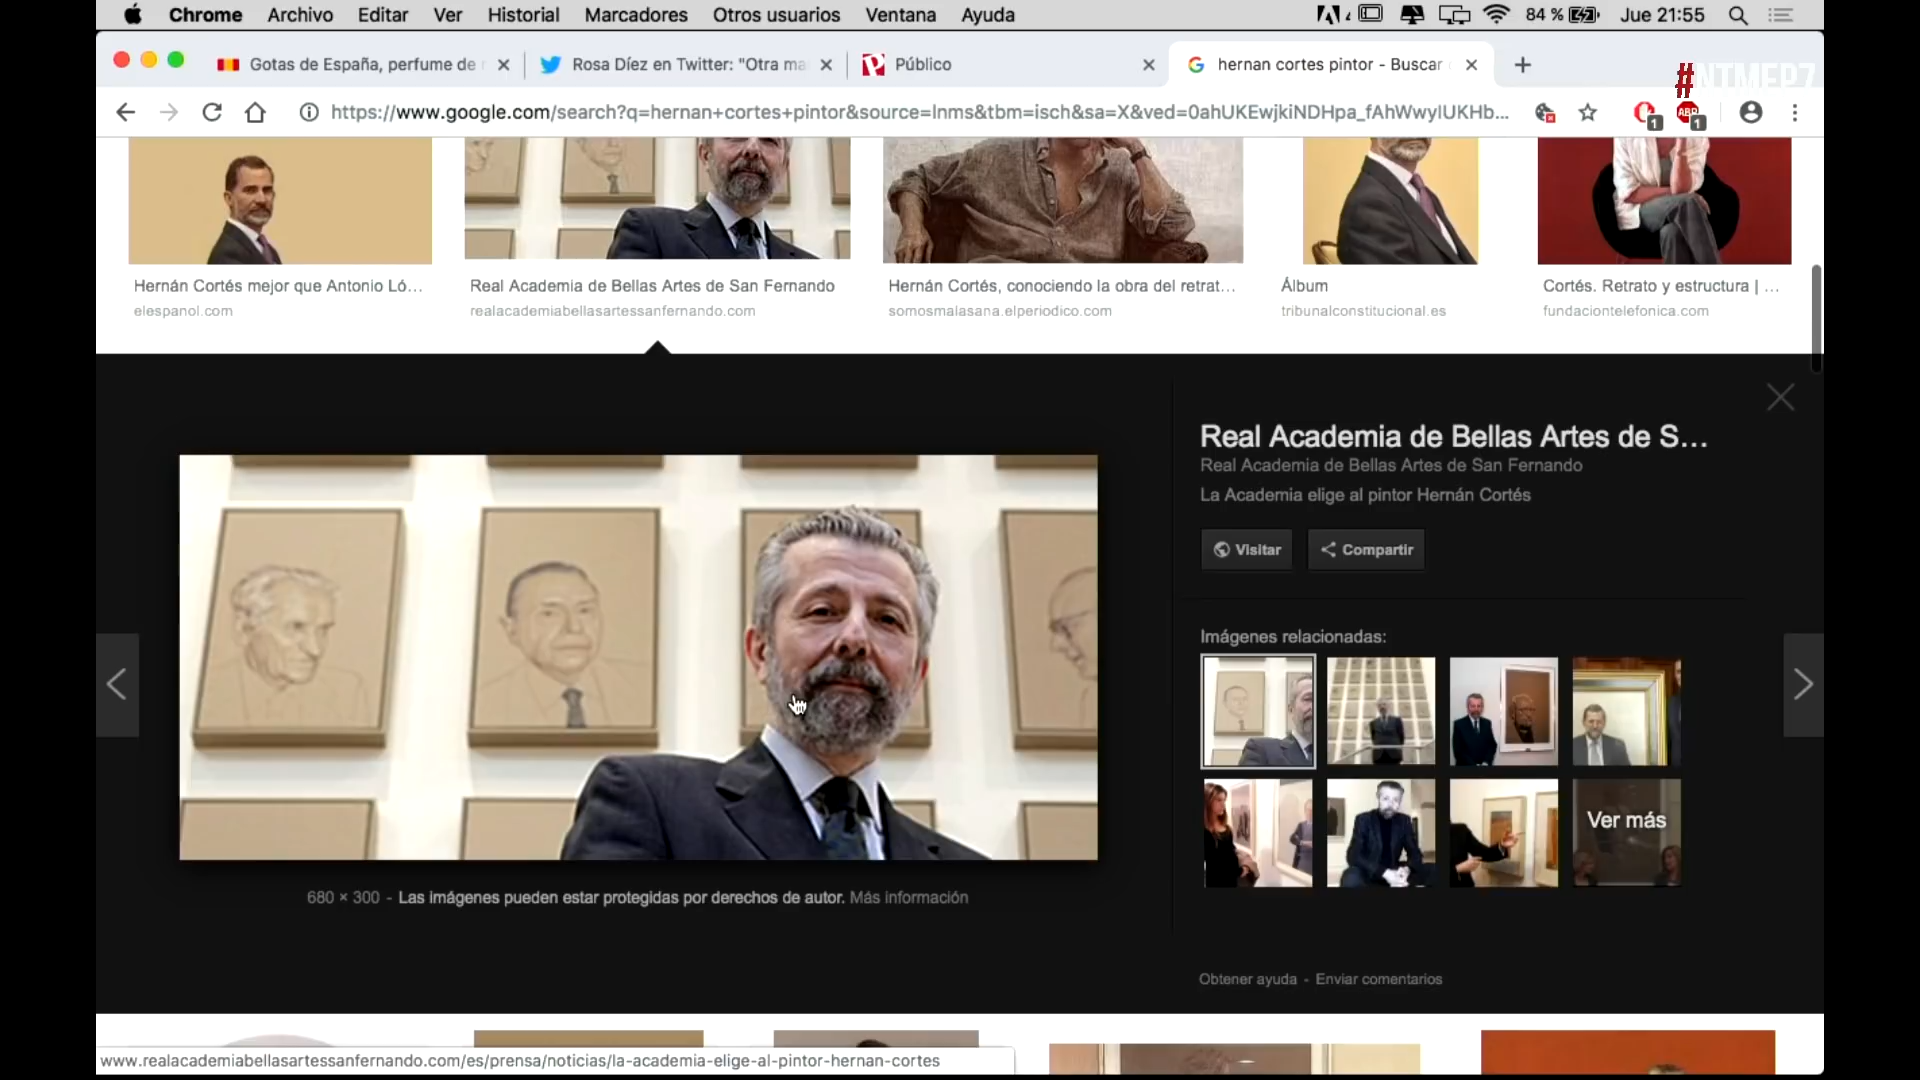 Chrome Archivo Editar Ver Historial Marcadores Otros usuarios Ventana Ayuda 84 % Jue 21:55
Gotas de España, perfume de Rosa Díez en Twitter: "Otra ma Público hernan cortes pintor - Buscar
#NTMEP7
https://www.google.com/search?q=hernan+cortes+pintor&source=lnms&tbm=isch&sa=X&ved=0ahUKEwjkiNDHpa_fAhWwyIUKHb... 1 ABP 1
Hernán Cortés mejor que Antonio Ló... Real Academia de Bellas Artes de San Fernando Hernán Cortés, conociendo la obra del retrat... Álbum Cortés. Retrato y estructura | ...
elespanol.com realacademiabellasartessanfernando.com somosmalasana.elperiodico.com tribunalconstitucional.es fundaciontelefonica.com
Real Academia de Bellas Artes de S...
Real Academia de Bellas Artes de San Fernando
La Academia elige al pintor Hernán Cortés
Visitar Compartir
Imágenes relacionadas:
Ver más
680 × 300 - Las imágenes pueden estar protegidas por derechos de autor. Más información
Obtener ayuda - Enviar comentarios
www.realacademiabellasartessanfernando.com/es/prensa/noticias/la-academia-elige-al-pintor-hernan-cortes